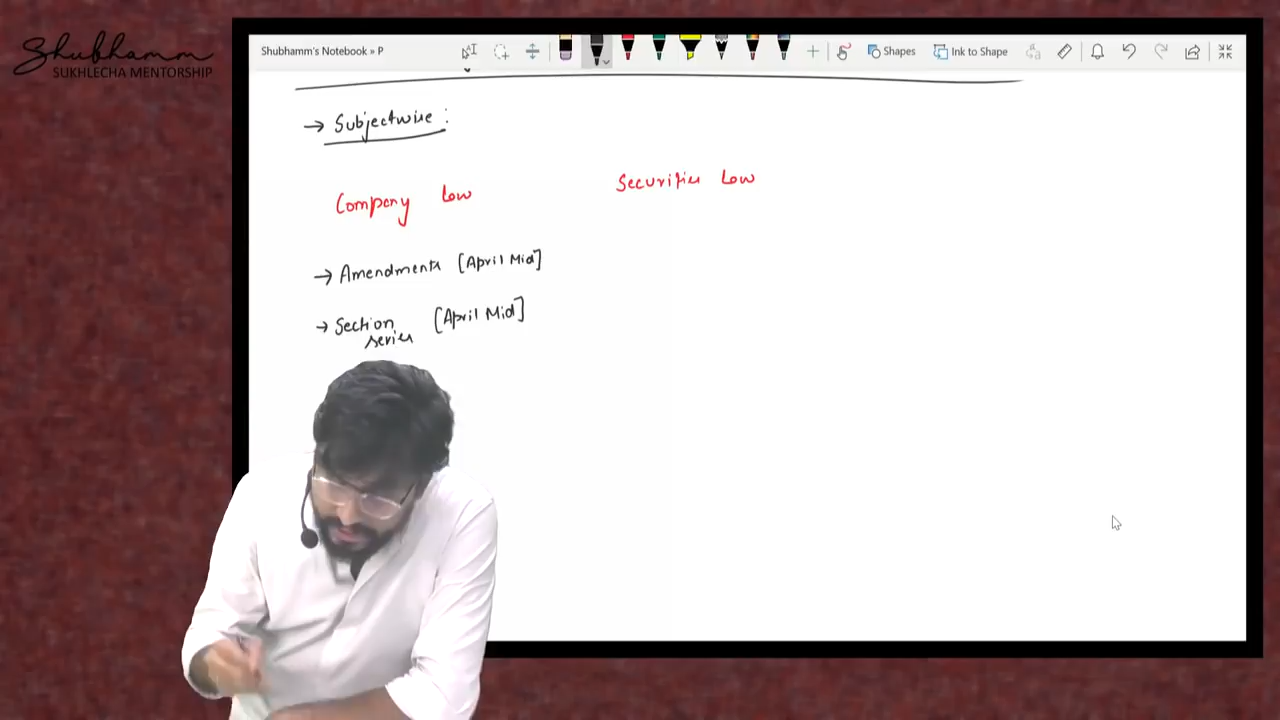 Shubhamm
SUKHLECHA MENTORSHIP
Shubhamm's Notebook » P
Shapes
Ink to Shape
→ Subjectwise :
Company Law
Securities Law
→ Amendments [April Mid]
→ Section series [April Mid]